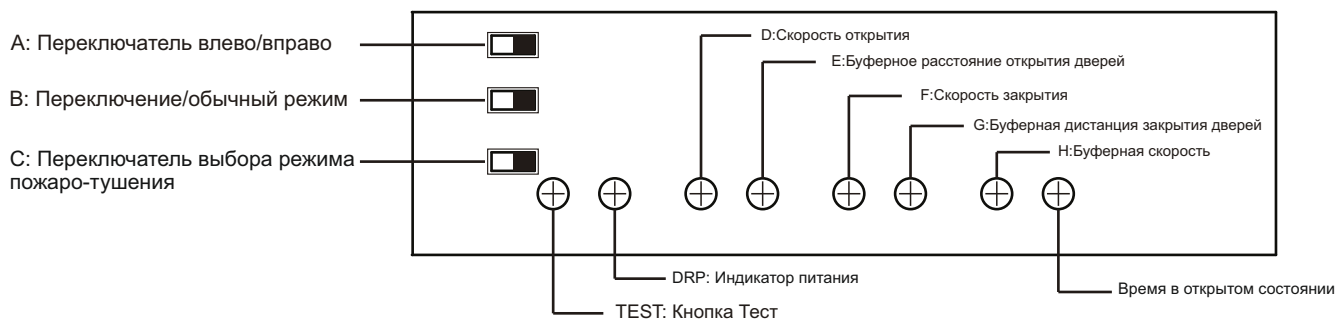 A: Переключатель влево/вправо
B: Переключение/обычный режим
C: Переключатель выбора режима
пожаро-тушения
D:Скорость открытия
E:Буферное расстояние открытия дверей
F:Скорость закрытия
G:Буферная дистанция закрытия дверей
H:Буферная скорость
DRP: Индикатор питания
Время в открытом состоянии
TEST: Кнопка Тест